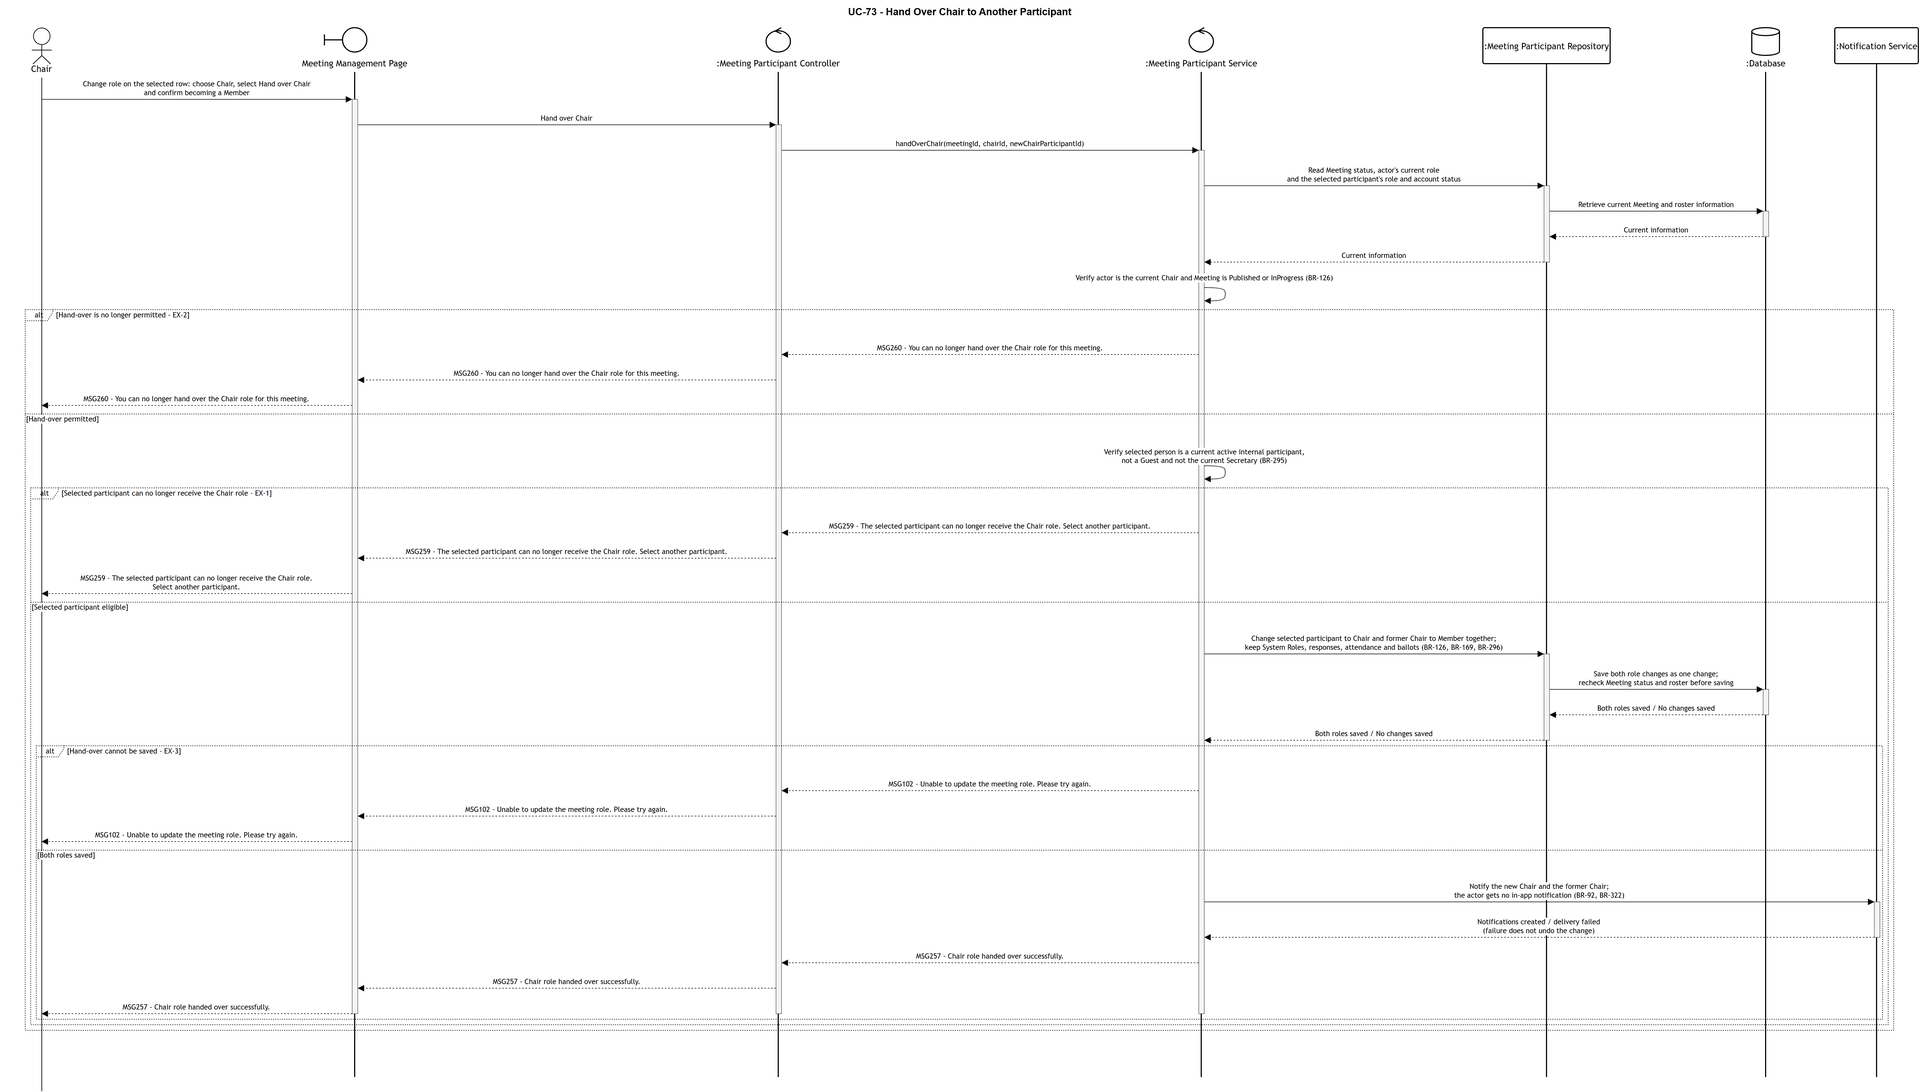 UC-73 - Hand Over Chair to Another Participant
Chair
Meeting Management Page
:Meeting Participant Controller
:Meeting Participant Service
:Meeting Participant Repository
:Database
:Notification Service
Change role on the selected row: choose Chair, select Hand over Chair
and confirm becoming a Member
Hand over Chair
handOverChair(meetingId, chairId, newChairParticipantId)
Read Meeting status, actor's current role
and the selected participant's role and account status
Retrieve current Meeting and roster information
Current information
Current information
Verify actor is the current Chair and Meeting is Published or InProgress (BR-126)
alt [Hand-over is no longer permitted - EX-2]
MSG260 - You can no longer hand over the Chair role for this meeting.
MSG260 - You can no longer hand over the Chair role for this meeting.
MSG260 - You can no longer hand over the Chair role for this meeting.
[Hand-over permitted]
Verify selected person is a current active internal participant,
not a Guest and not the current Secretary (BR-295)
alt [Selected participant can no longer receive the Chair role - EX-1]
MSG259 - The selected participant can no longer receive the Chair role. Select another participant.
MSG259 - The selected participant can no longer receive the Chair role. Select another participant.
MSG259 - The selected participant can no longer receive the Chair role.
Select another participant.
[Selected participant eligible]
Change selected participant to Chair and former Chair to Member together;
keep System Roles, responses, attendance and ballots (BR-126, BR-169, BR-296)
Save both role changes as one change;
recheck Meeting status and roster before saving
Both roles saved / No changes saved
Both roles saved / No changes saved
alt [Hand-over cannot be saved - EX-3]
MSG102 - Unable to update the meeting role. Please try again.
MSG102 - Unable to update the meeting role. Please try again.
MSG102 - Unable to update the meeting role. Please try again.
[Both roles saved]
Notify the new Chair and the former Chair;
the actor gets no in-app notification (BR-92, BR-322)
Notifications created / delivery failed
(failure does not undo the change)
MSG257 - Chair role handed over successfully.
MSG257 - Chair role handed over successfully.
MSG257 - Chair role handed over successfully.